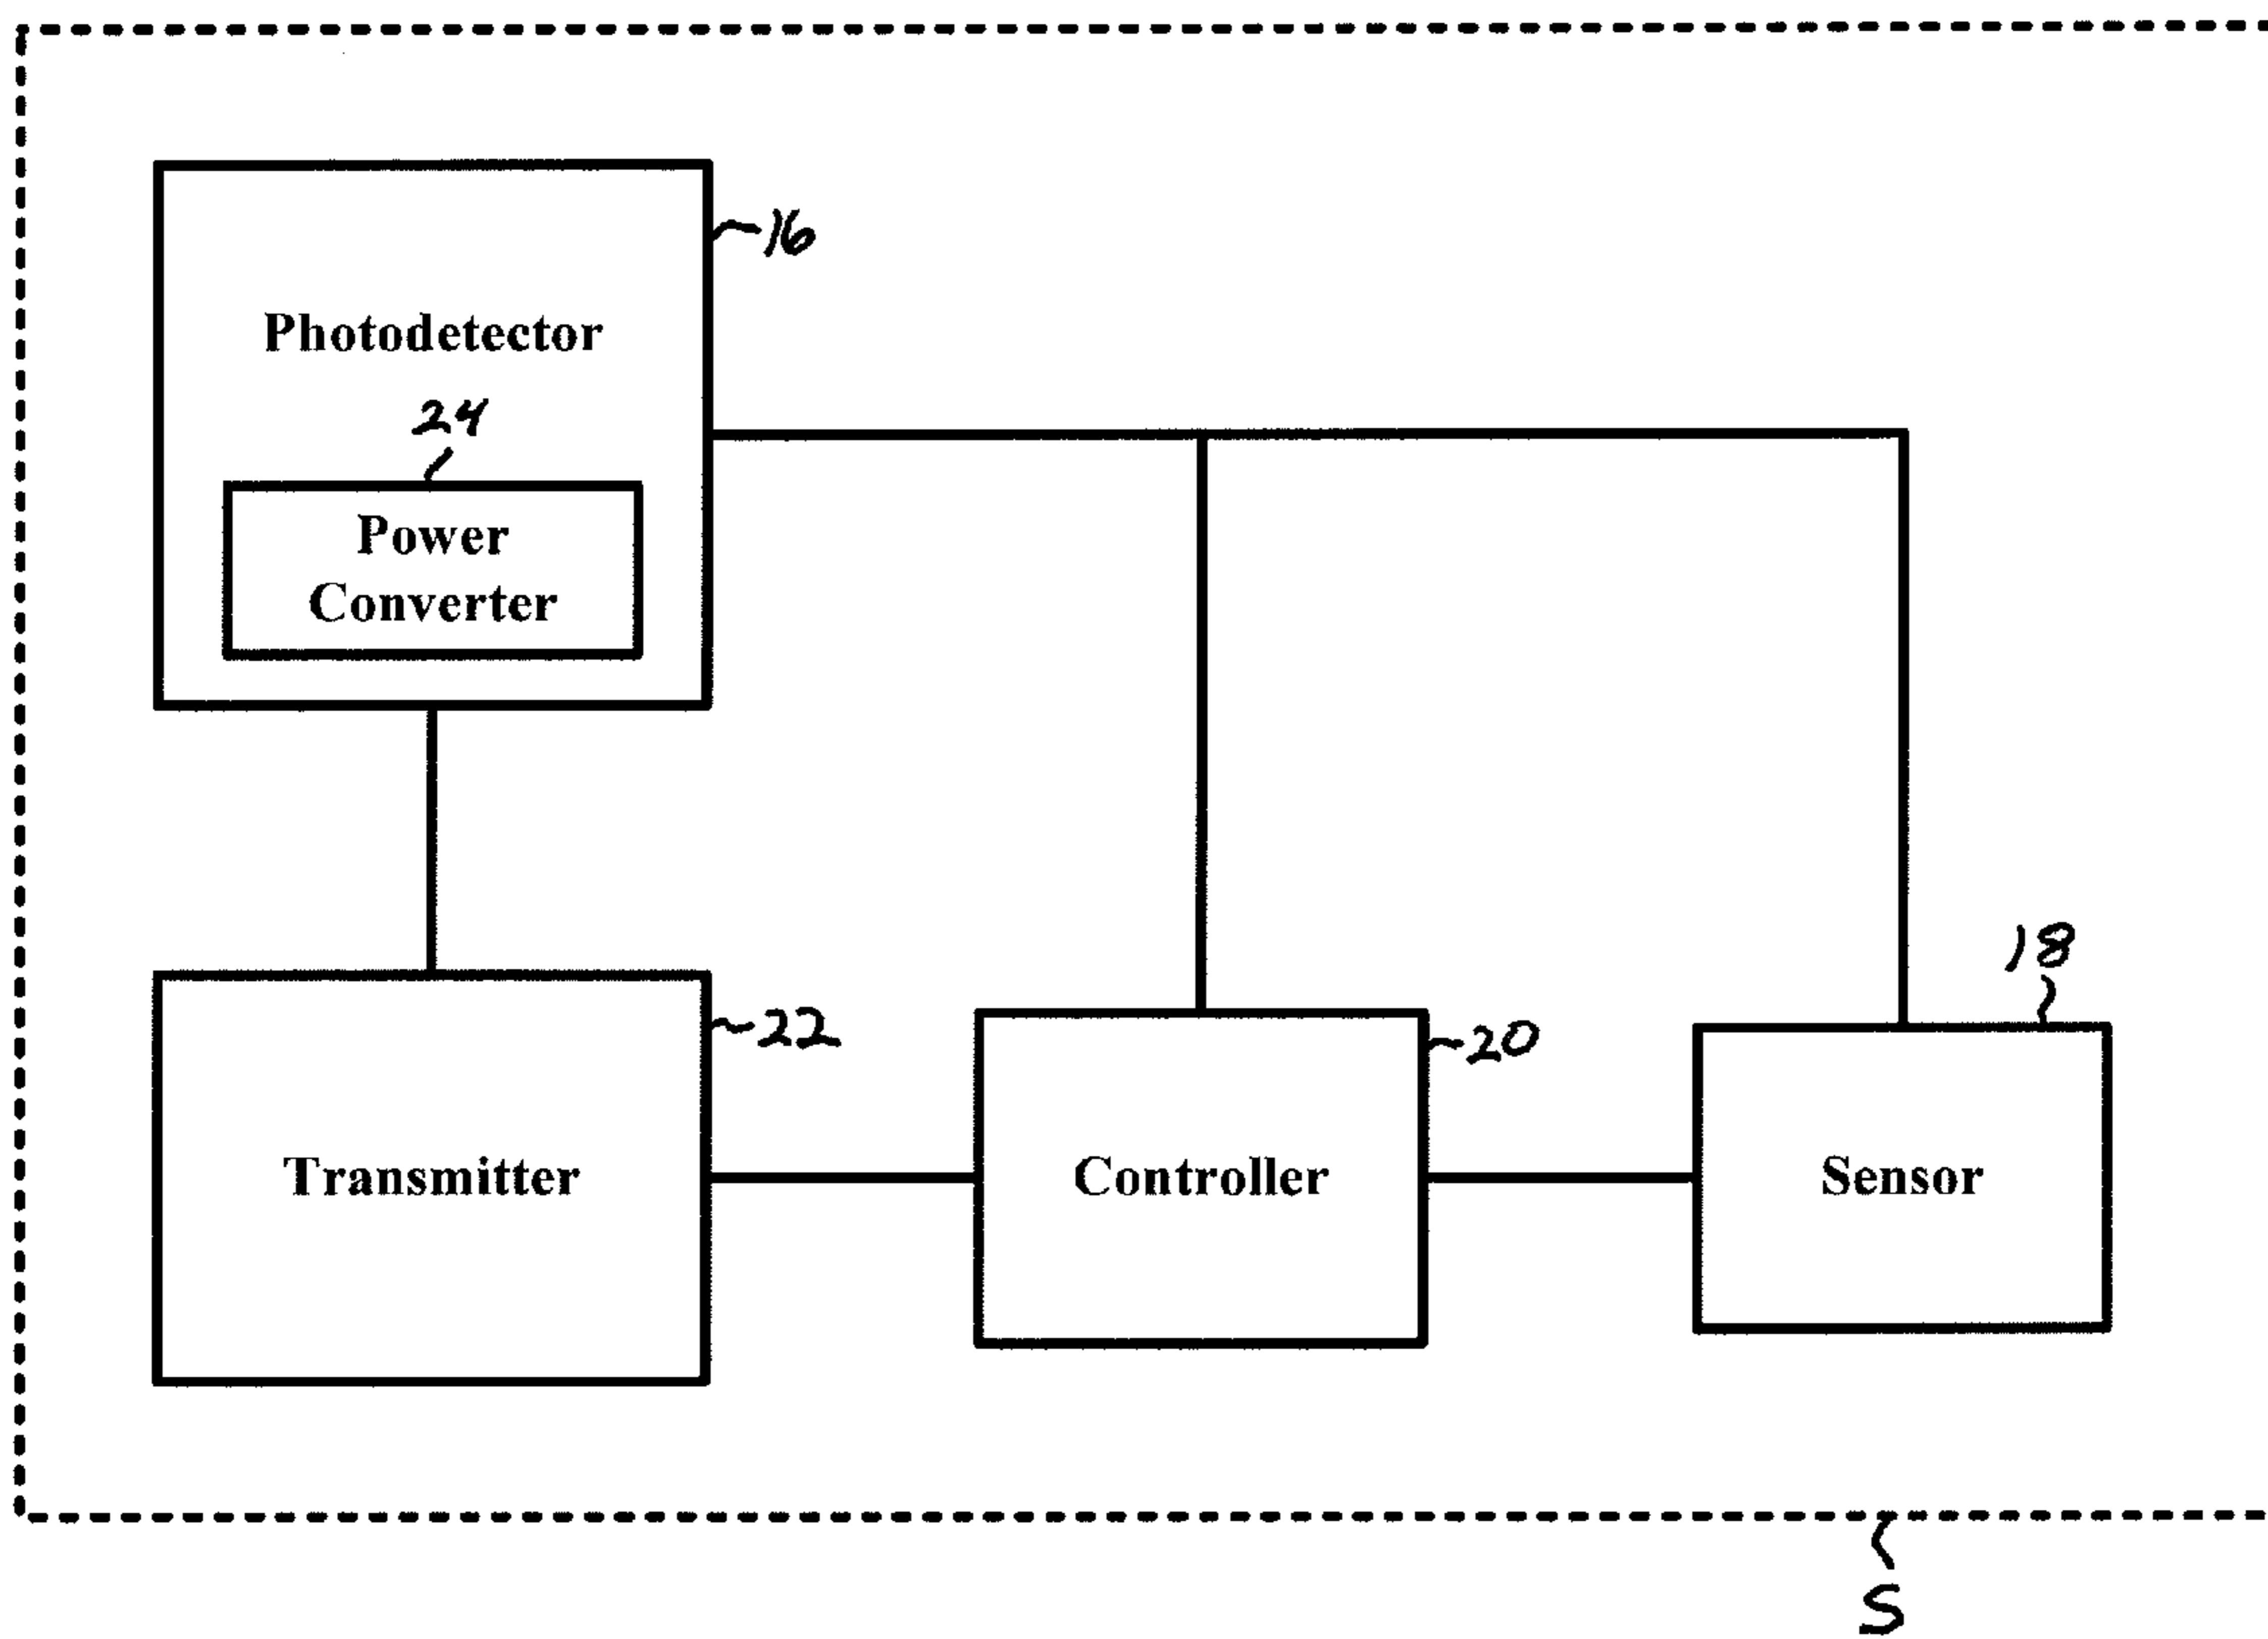 16
Photodetector
24
Power
Converter
18
22
20
Transmitter
Controller
Sensor
S